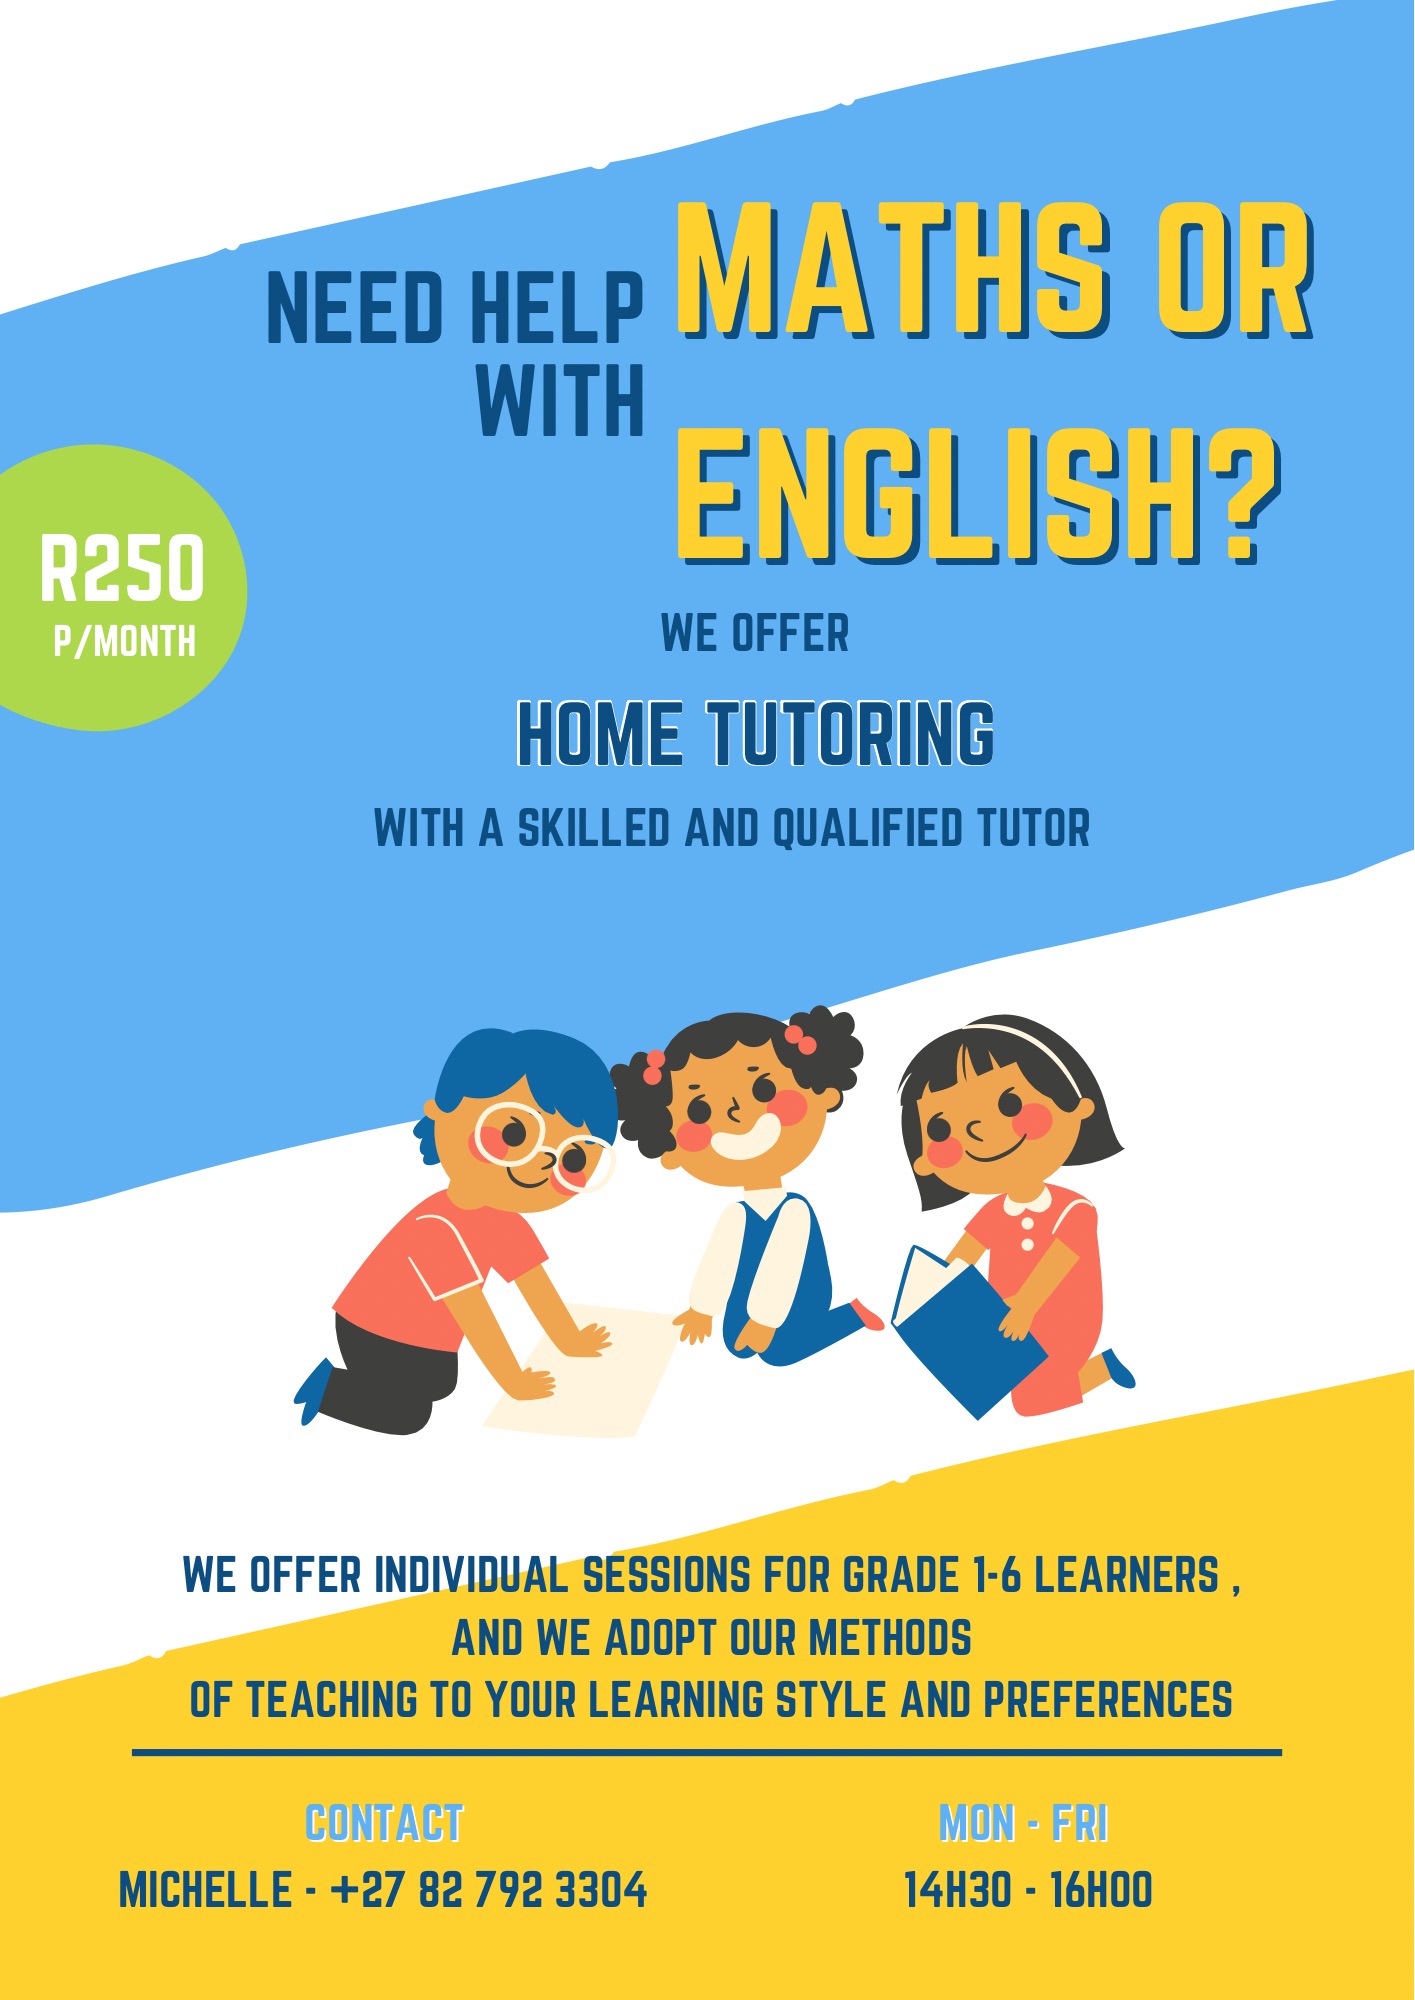 NEED HELP
WITH
MATHS OR
ENGLISH?
R250
P/MONTH
WE OFFER
HOME TUTORING
WITH A SKILLED AND QUALIFIED TUTOR
WE OFFER INDIVIDUAL SESSIONS FOR GRADE 1-6 LEARNERS ,
AND WE ADOPT OUR METHODS
OF TEACHING TO YOUR LEARNING STYLE AND PREFERENCES
CONTACT
MICHELLE - +27 82 792 3304
MON - FRI
14H30 - 16H00